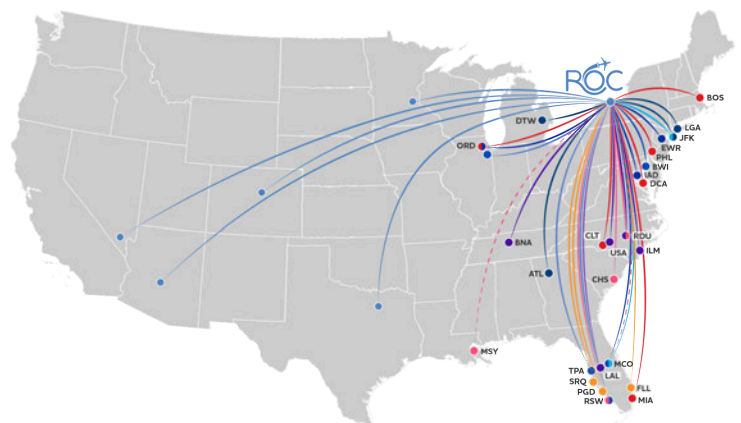 ROC
BOS
DTW
LGA
JFK
ORD
EWR
PHL
BWI
IAD
DCA
BNA
CLT
RDU
USA
ILM
ATL
CHS
MSY
MCO
TPA
LAL
SRQ
FLL
PGD
RSW
MIA